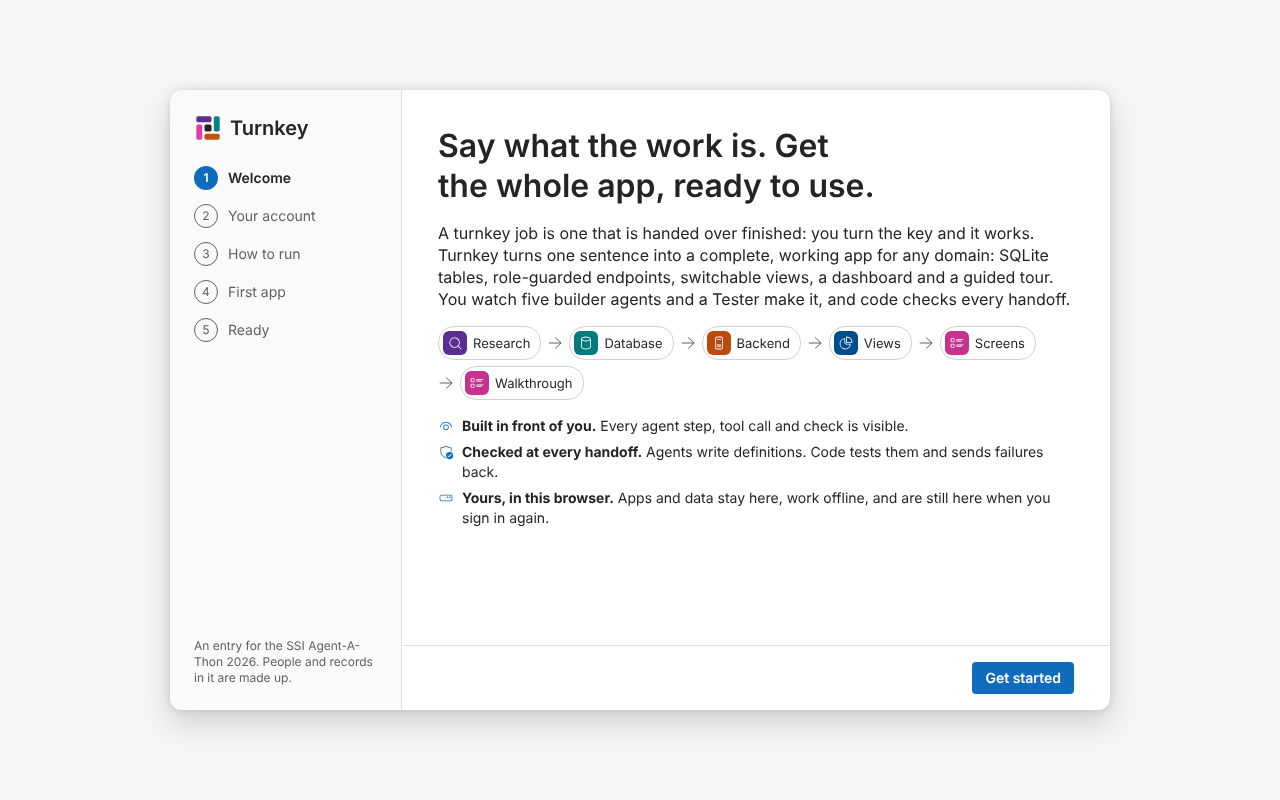 Turnkey
1 Welcome
2 Your account
3 How to run
4 First app
5 Ready
An entry for the SSI Agent-A-
Thon 2026. People and records
in it are made up.
Say what the work is. Get
the whole app, ready to use.
A turnkey job is one that is handed over finished: you turn the key and it works.
Turnkey turns one sentence into a complete, working app for any domain: SQLite
tables, role-guarded endpoints, switchable views, a dashboard and a guided tour.
You watch five builder agents and a Tester make it, and code checks every handoff.
Research → Database → Backend → Views → Screens
→ Walkthrough
Built in front of you. Every agent step, tool call and check is visible.
Checked at every handoff. Agents write definitions. Code tests them and sends failures
back.
Yours, in this browser. Apps and data stay here, work offline, and are still here when you
sign in again.
Get started